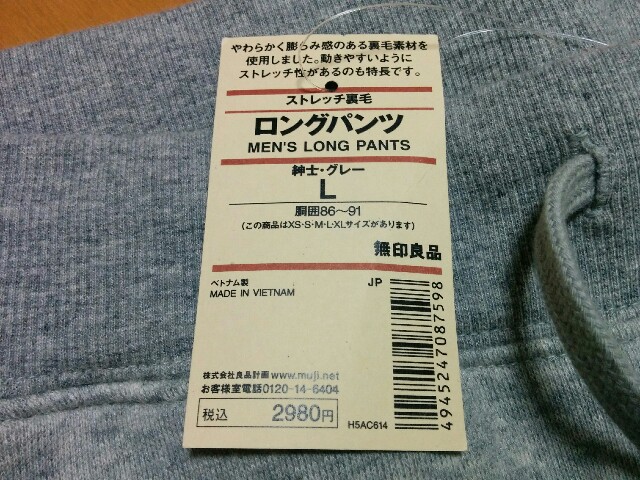 やわらかく膨らみ感のある裏毛素材を
使用しました。動きやすいように
ストレッチ性があるのも特長です。
ストレッチ裏毛
ロングパンツ
MEN'S LONG PANTS
紳士・グレー
L
胴囲86〜91
(この商品はXS・S・M・L・XLサイズがあります)
無印良品
ベトナム製
MADE IN VIETNAM
JP
4945247087598
株式会社良品計画 www.muji.net
お客様室電話0120-14-6404
税込 2980円
H5AC614